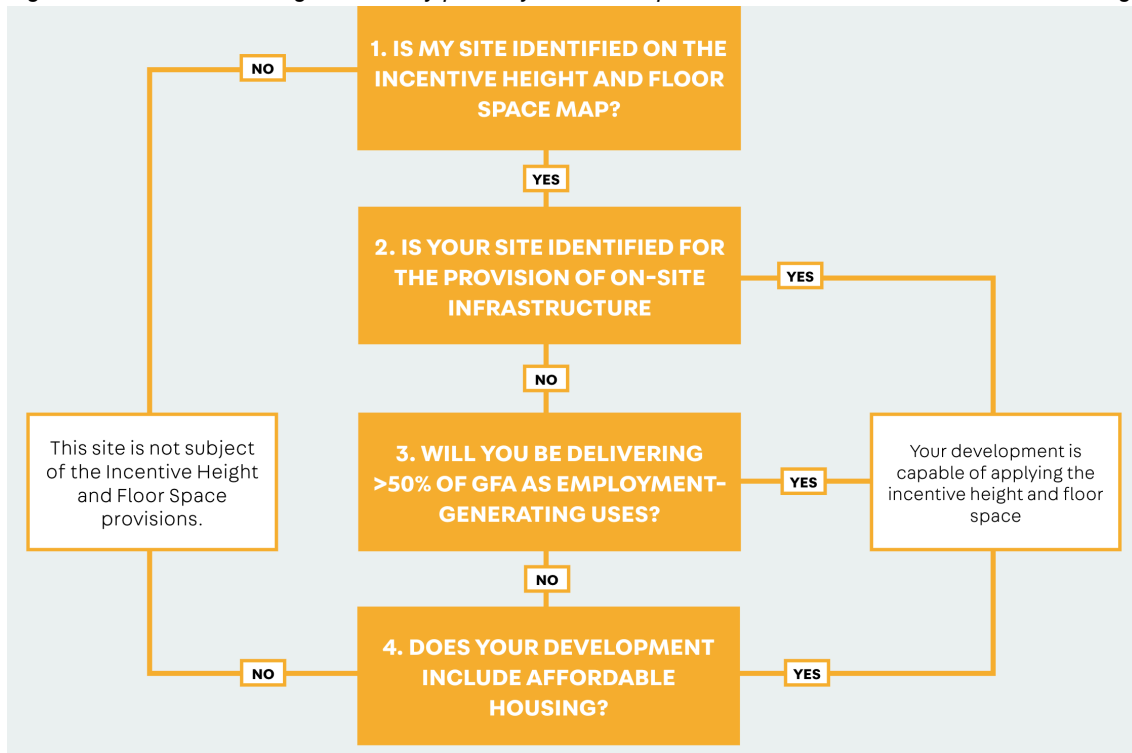 1. IS MY SITE IDENTIFIED ON THE
INCENTIVE HEIGHT AND FLOOR
SPACE MAP?
NO
YES
2. IS YOUR SITE IDENTIFIED FOR
THE PROVISION OF ON-SITE
INFRASTRUCTURE
YES
NO
This site is not subject
of the Incentive Height
and Floor Space
provisions.
3. WILL YOU BE DELIVERING
>50% OF GFA AS EMPLOYMENT-
GENERATING USES?
YES
Your development is
capable of applying the
incentive height and floor
space
NO
4. DOES YOUR DEVELOPMENT
INCLUDE AFFORDABLE
HOUSING?
NO
YES